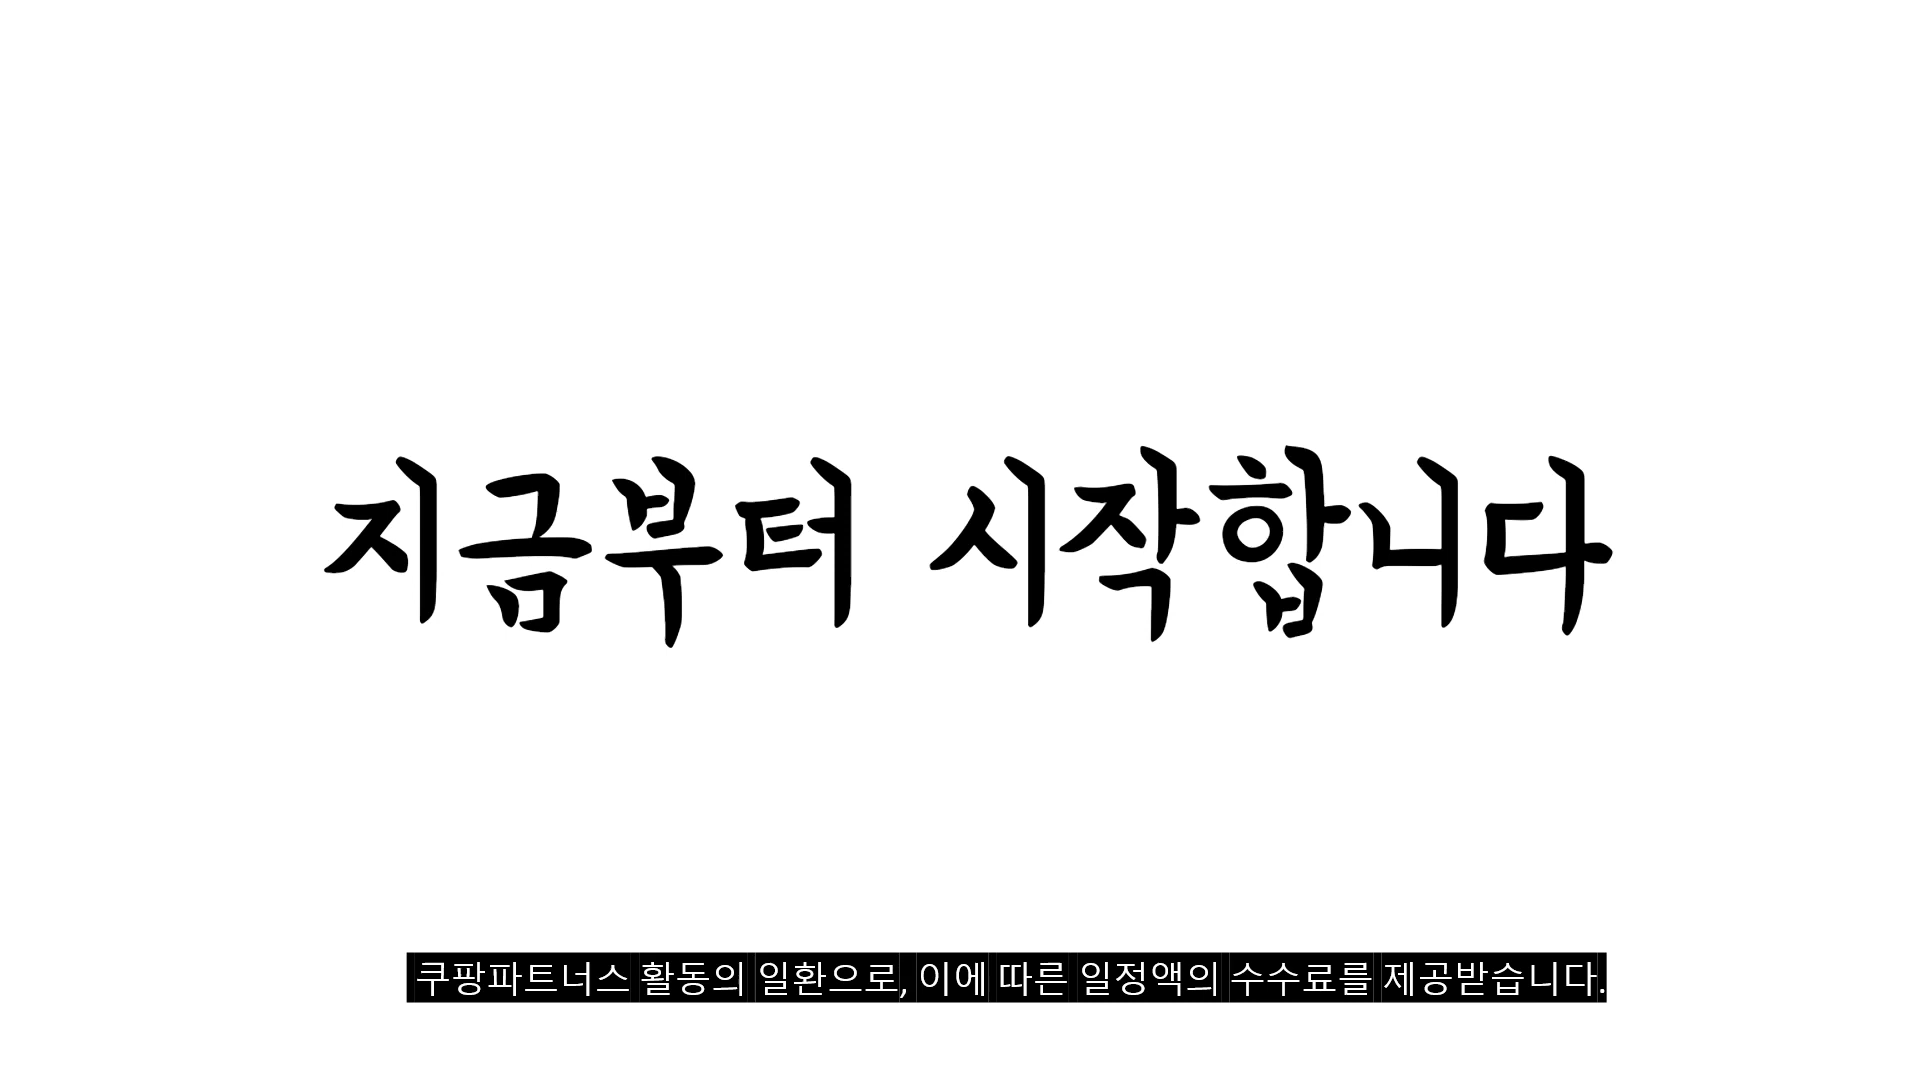 지금부터 시작합니다
쿠팡파트너스 활동의 일환으로, 이에 따른 일정액의 수수료를 제공받습니다.